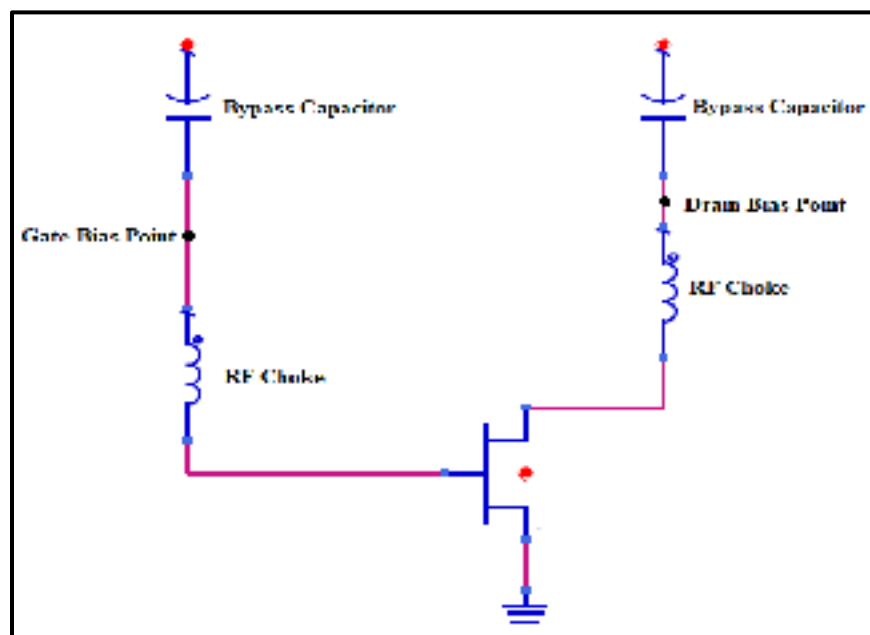 Bypass Capacitor
Bypass Capacitor
Drain Bias Point
Gate Bias Point
RF Choke
RF Choke